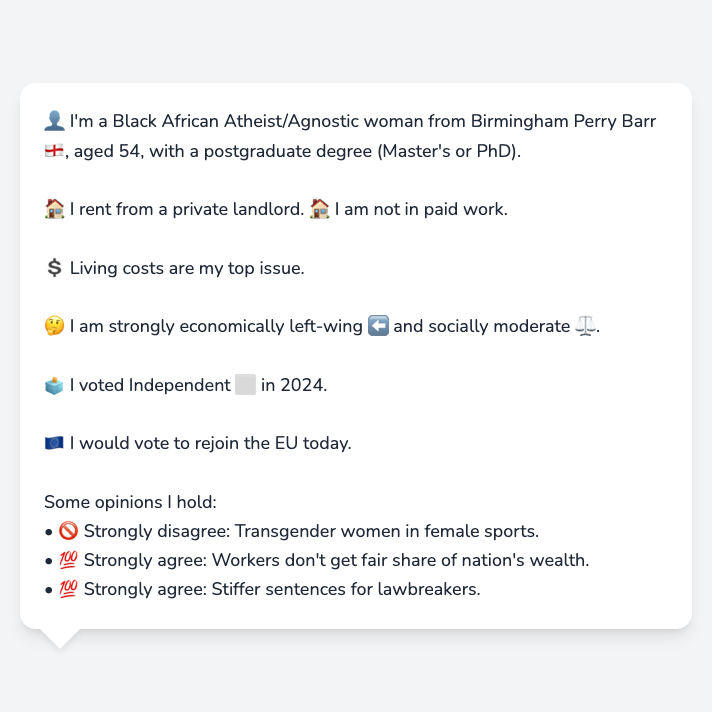 👤 I'm a Black African Atheist/Agnostic woman from Birmingham Perry Barr
🏴󠁧󠁢󠁥󠁮󠁧󠁿, aged 54, with a postgraduate degree (Master's or PhD).
🏠 I rent from a private landlord. 🏠 I am not in paid work.
💲 Living costs are my top issue.
🤔 I am strongly economically left-wing ⬅️ and socially moderate ⚖️.
🗳️ I voted Independent ⬜ in 2024.
🇪🇺 I would vote to rejoin the EU today.
Some opinions I hold:
• 🚫 Strongly disagree: Transgender women in female sports.
• 💯 Strongly agree: Workers don't get fair share of nation's wealth.
• 💯 Strongly agree: Stiffer sentences for lawbreakers.